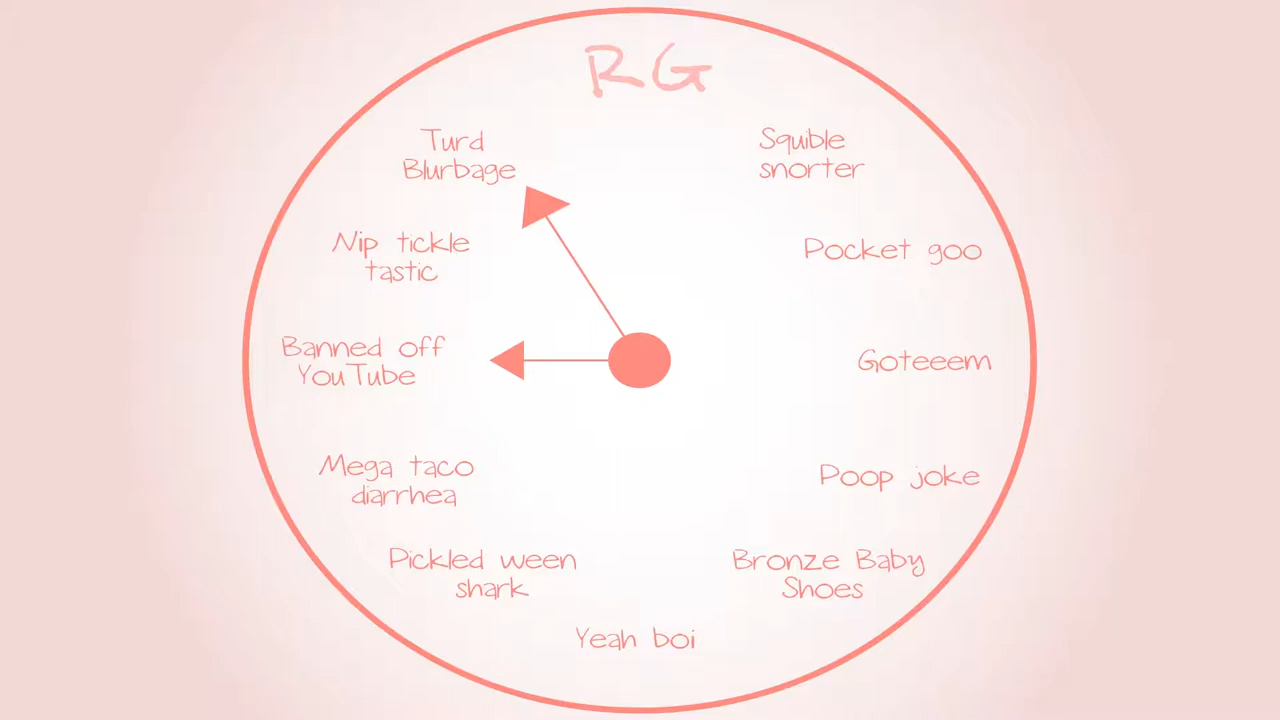 RG
Squible
snorter
Pocket goo
Goteeem
Poop joke
Bronze Baby
Shoes
Yeah boi
Pickled ween
shark
Mega taco
diarrhea
Banned off
YouTube
Nip tickle
tastic
Turd
Blurbage